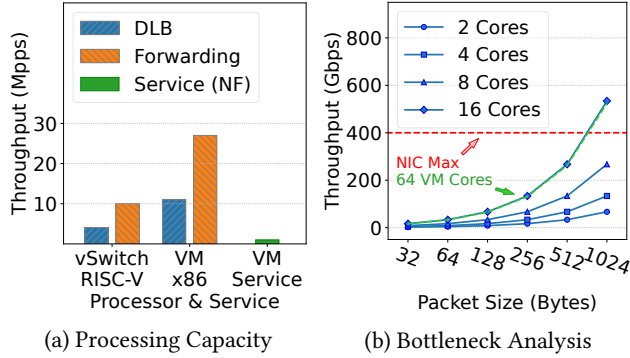 (a)
DLB
Forwarding
Service (NF)
Throughput (Mpps)
30
20
10
vSwitch
RISC-V
VM
x86
VM
Service
Processor & Service
(a) Processing Capacity
(b)
2 Cores
4 Cores
8 Cores
16 Cores
Throughput (Gbps)
800
600
400
200
0
NIC Max
64 VM Cores
32
64
128
256
512
1024
Packet Size (Bytes)
(b) Bottleneck Analysis